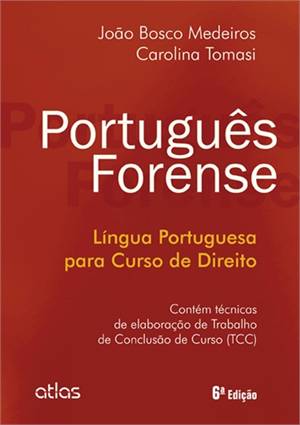 João Bosco Medeiros
Carolina Tomasi
Português
Forense
Língua Portuguesa
para Curso de Direito
Contém técnicas
de elaboração de Trabalho
de Conclusão de Curso (TCC)
atlas
6ª Edição